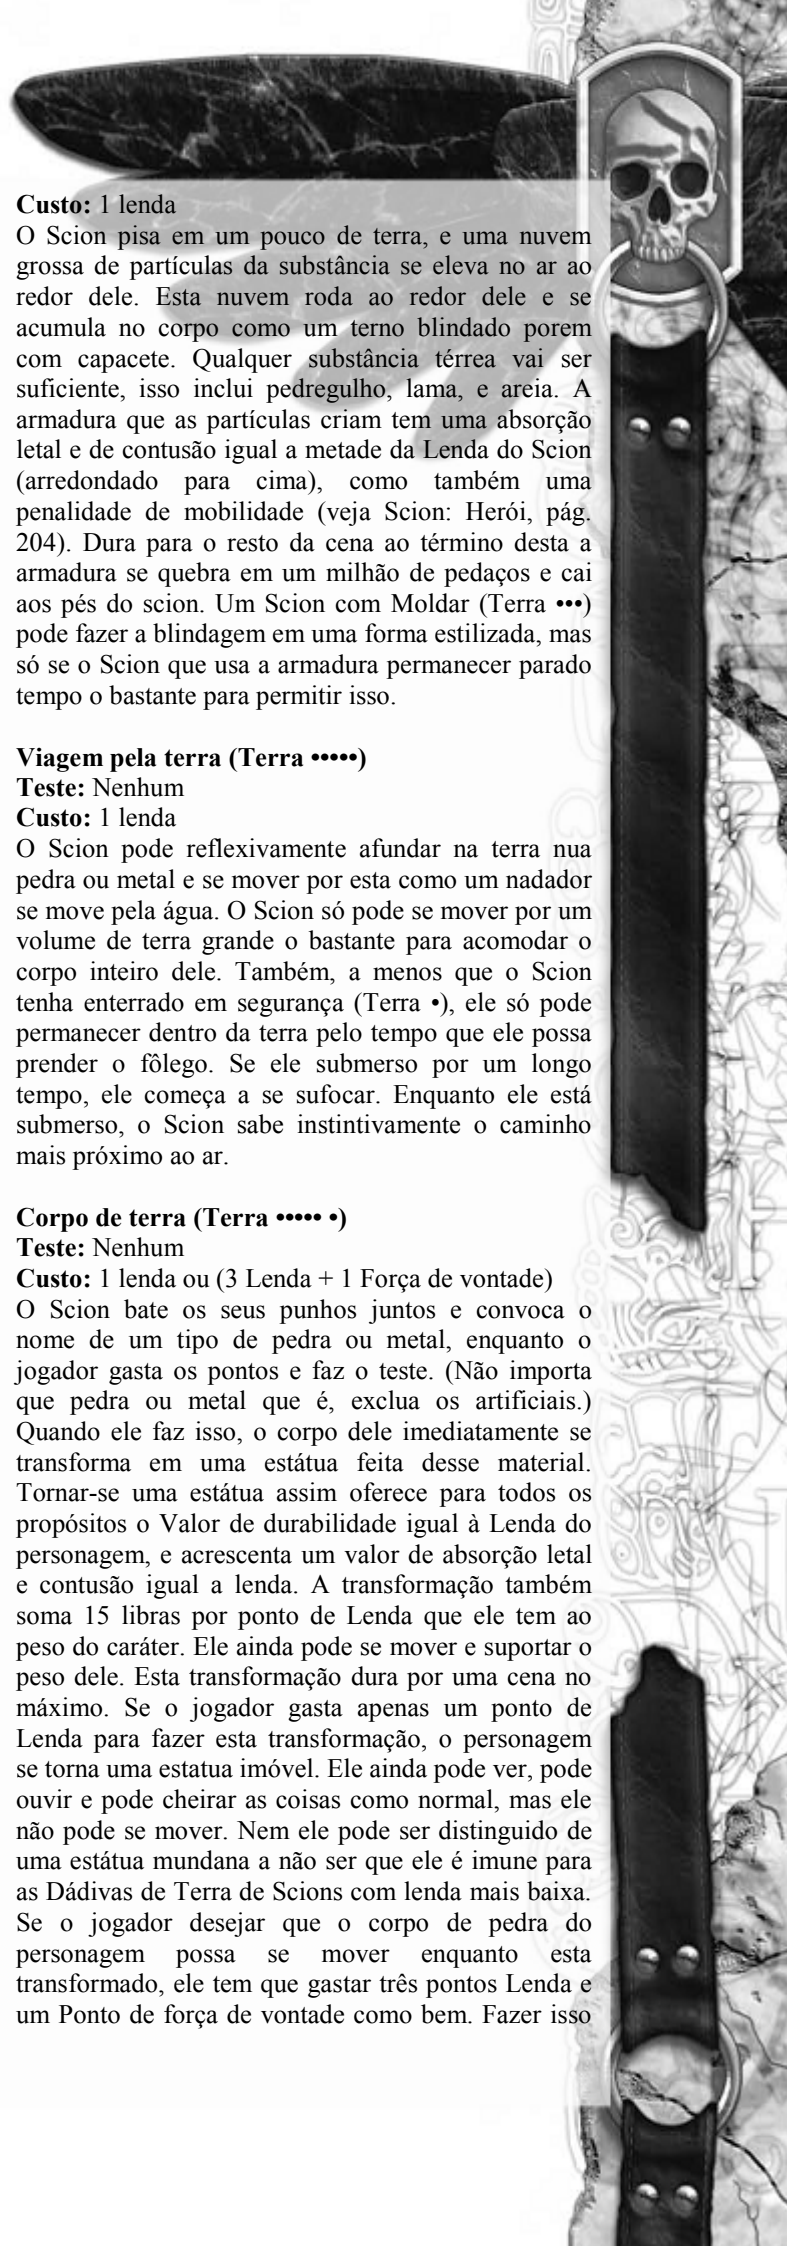 Custo: 1 lenda
O Scion pisa em um pouco de terra, e uma nuvem
grossa de partículas da substância se eleva no ar ao
redor dele. Esta nuvem roda ao redor dele e se
acumula no corpo como um terno blindado porem
com capacete. Qualquer substância térrea vai ser
suficiente, isso inclui pedregulho, lama, e areia. A
armadura que as partículas criam tem uma absorção
letal e de contusão igual a metade da Lenda do Scion
(arredondado para cima), como também uma
penalidade de mobilidade (veja Scion: Herói, pág.
204). Dura para o resto da cena ao término desta a
armadura se quebra em um milhão de pedaços e cai
aos pés do scion. Um Scion com Moldar (Terra •••)
pode fazer a blindagem em uma forma estilizada, mas
só se o Scion que usa a armadura permanecer parado
tempo o bastante para permitir isso.

Viagem pela terra (Terra •••••)
Teste: Nenhum
Custo: 1 lenda
O Scion pode reflexivamente afundar na terra nua
pedra ou metal e se mover por esta como um nadador
se move pela água. O Scion só pode se mover por um
volume de terra grande o bastante para acomodar o
corpo inteiro dele. Também, a menos que o Scion
tenha enterrado em segurança (Terra •), ele só pode
permanecer dentro da terra pelo tempo que ele possa
prender o fôlego. Se ele submerso por um longo
tempo, ele começa a se sufocar. Enquanto ele está
submerso, o Scion sabe instintivamente o caminho
mais próximo ao ar.

Corpo de terra (Terra ••••• •)
Teste: Nenhum
Custo: 1 lenda ou (3 Lenda + 1 Força de vontade)
O Scion bate os seus punhos juntos e convoca o
nome de um tipo de pedra ou metal, enquanto o
jogador gasta os pontos e faz o teste. (Não importa
que pedra ou metal que é, exclua os artificiais.)
Quando ele faz isso, o corpo dele imediatamente se
transforma em uma estátua feita desse material.
Tornar-se uma estátua assim oferece para todos os
propósitos o Valor de durabilidade igual à Lenda do
personagem, e acrescenta um valor de absorção letal
e contusão igual a lenda. A transformação também
soma 15 libras por ponto de Lenda que ele tem ao
peso do caráter. Ele ainda pode se mover e suportar o
peso dele. Esta transformação dura por uma cena no
máximo. Se o jogador gasta apenas um ponto de
Lenda para fazer esta transformação, o personagem
se torna uma estatua imóvel. Ele ainda pode ver, pode
ouvir e pode cheirar as coisas como normal, mas ele
não pode se mover. Nem ele pode ser distinguido de
uma estátua mundana a não ser que ele é imune para
as Dádivas de Terra de Scions com lenda mais baixa.
Se o jogador desejar que o corpo de pedra do
personagem possa se mover enquanto esta
transformado, ele tem que gastar três pontos Lenda e
um Ponto de força de vontade como bem. Fazer isso